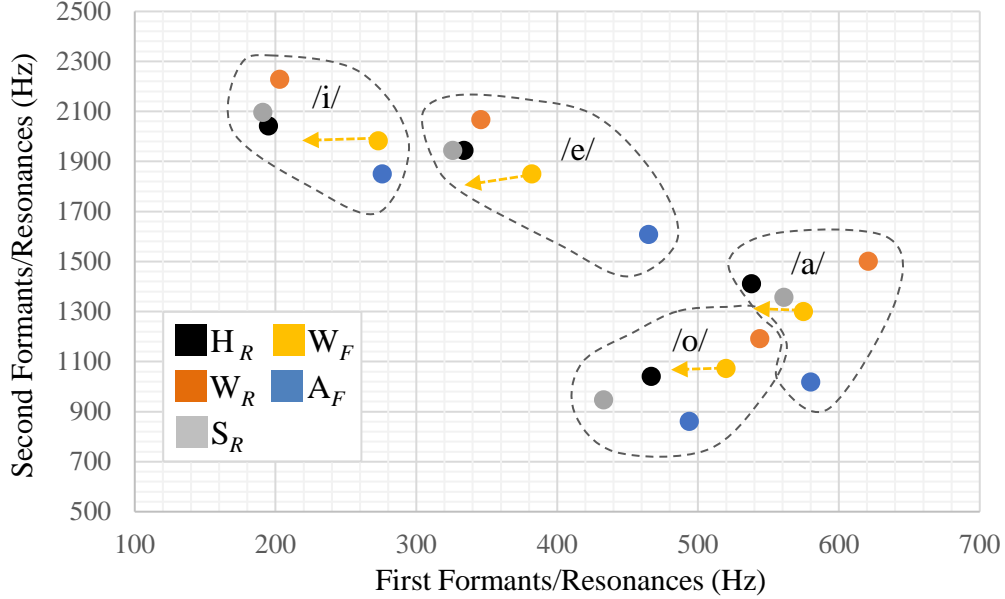 Second Formants/Resonances (Hz)
2500
2300
2100
1900
1700
1500
1300
1100
900
700
500
/i/
/e/
/a/
/o/
H R
W F
W R
A F
S R
100 200 300 400 500 600 700
First Formants/Resonances (Hz)